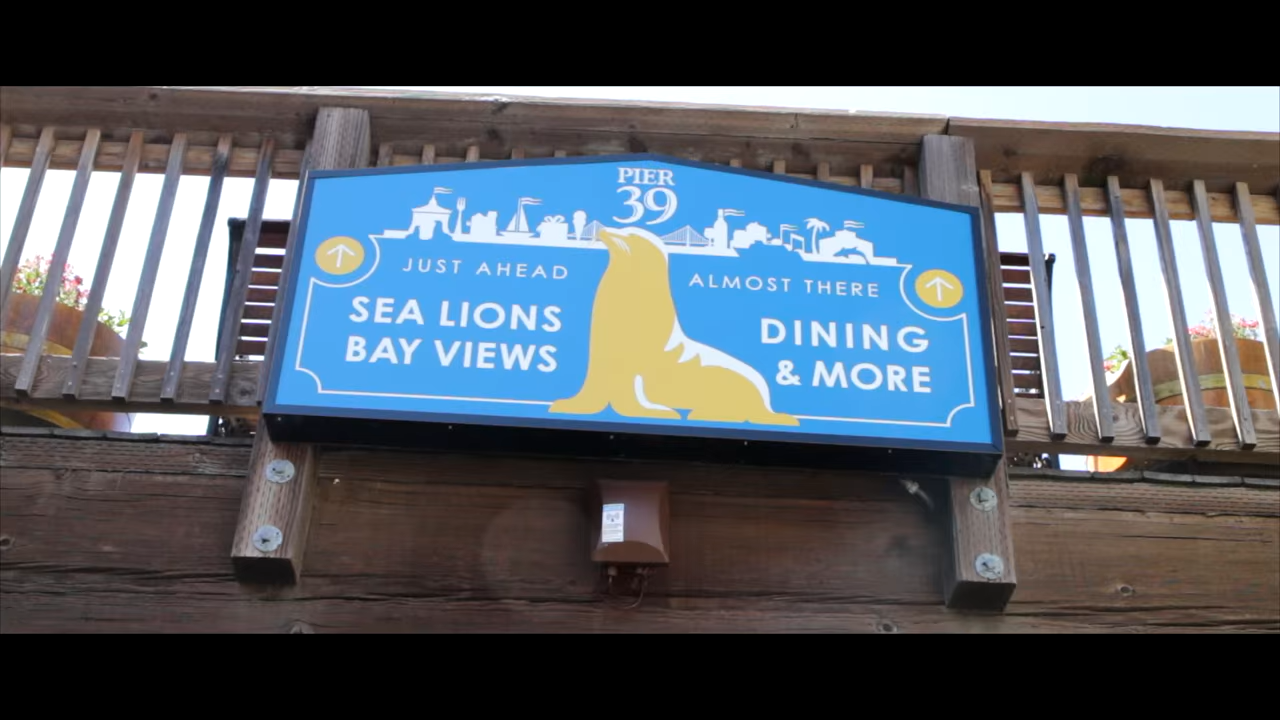 PIER
39
JUST AHEAD
SEA LIONS
BAY VIEWS
ALMOST THERE
DINING
& MORE